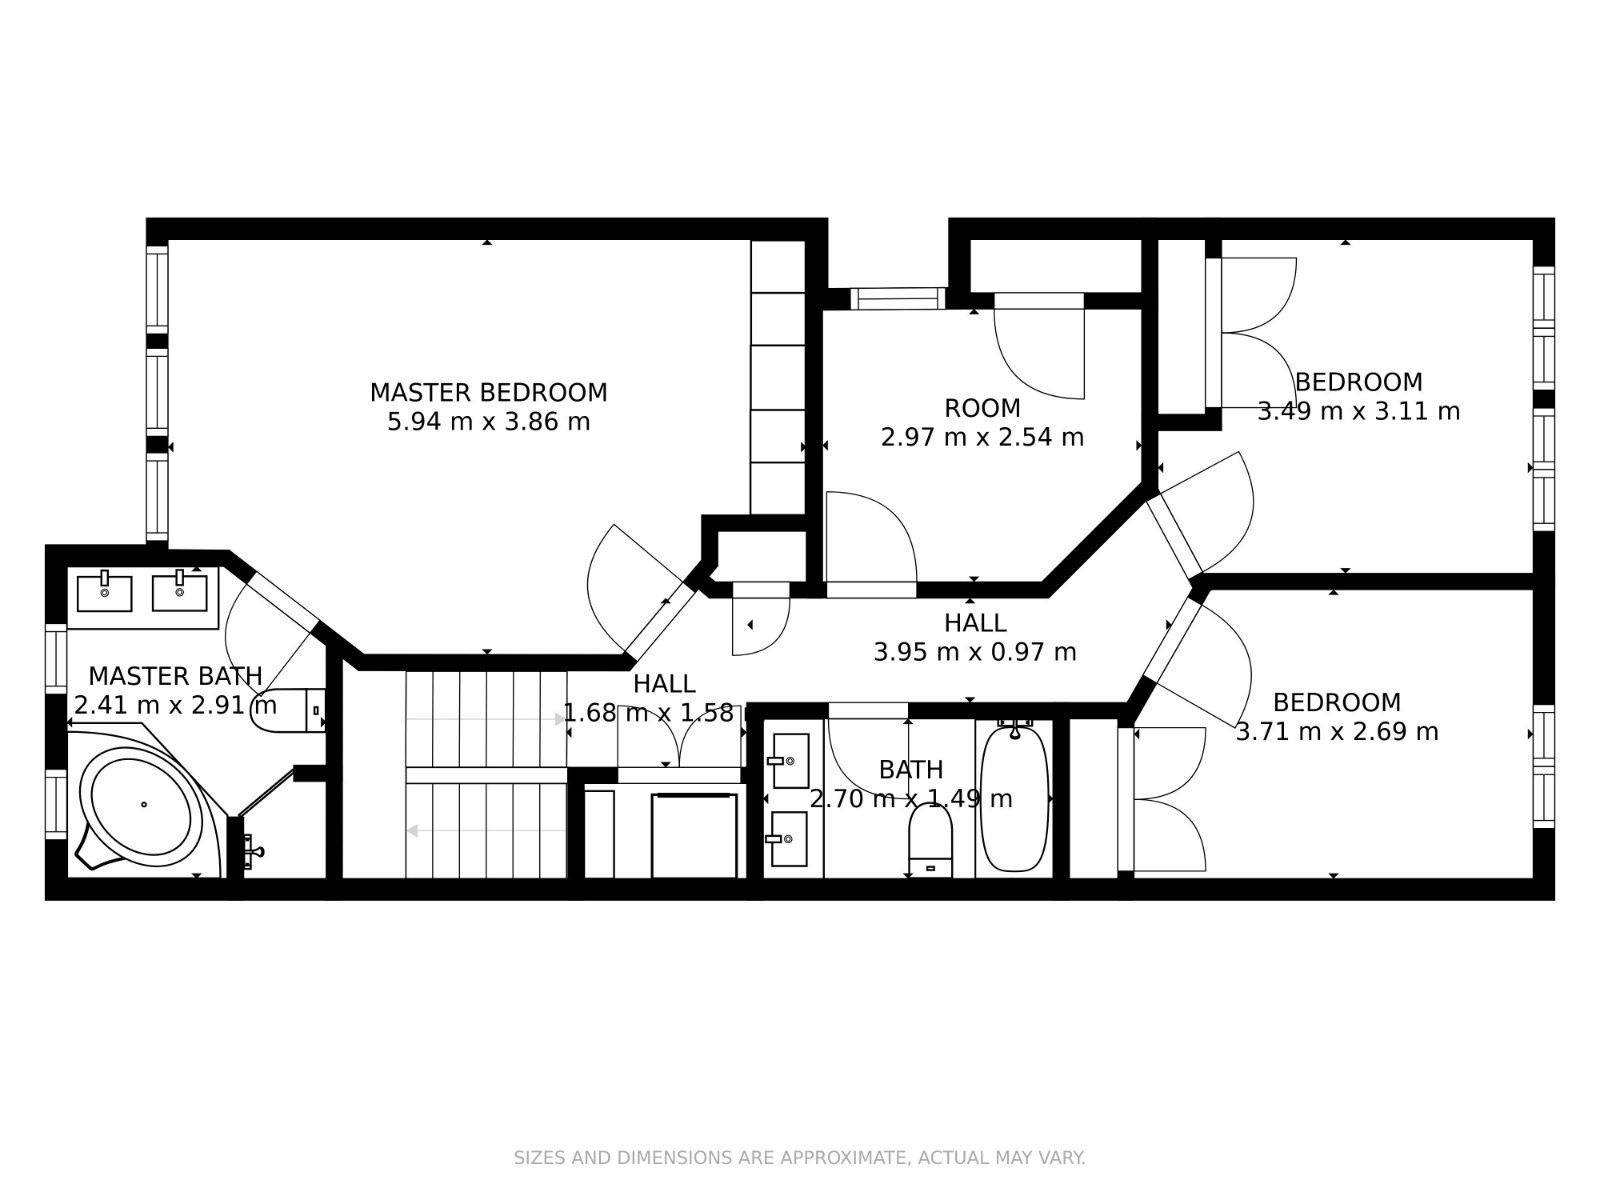 MASTER BEDROOM
5.94 m x 3.86 m
ROOM
2.97 m x 2.54 m
BEDROOM
3.49 m x 3.11 m
HALL
3.95 m x 0.97 m
MASTER BATH
2.41 m x 2.91 m
HALL
1.68 m x 1.58
BEDROOM
3.71 m x 2.69 m
BATH
2.70 m x 1.49 m
SIZES AND DIMENSIONS ARE APPROXIMATE, ACTUAL MAY VARY.